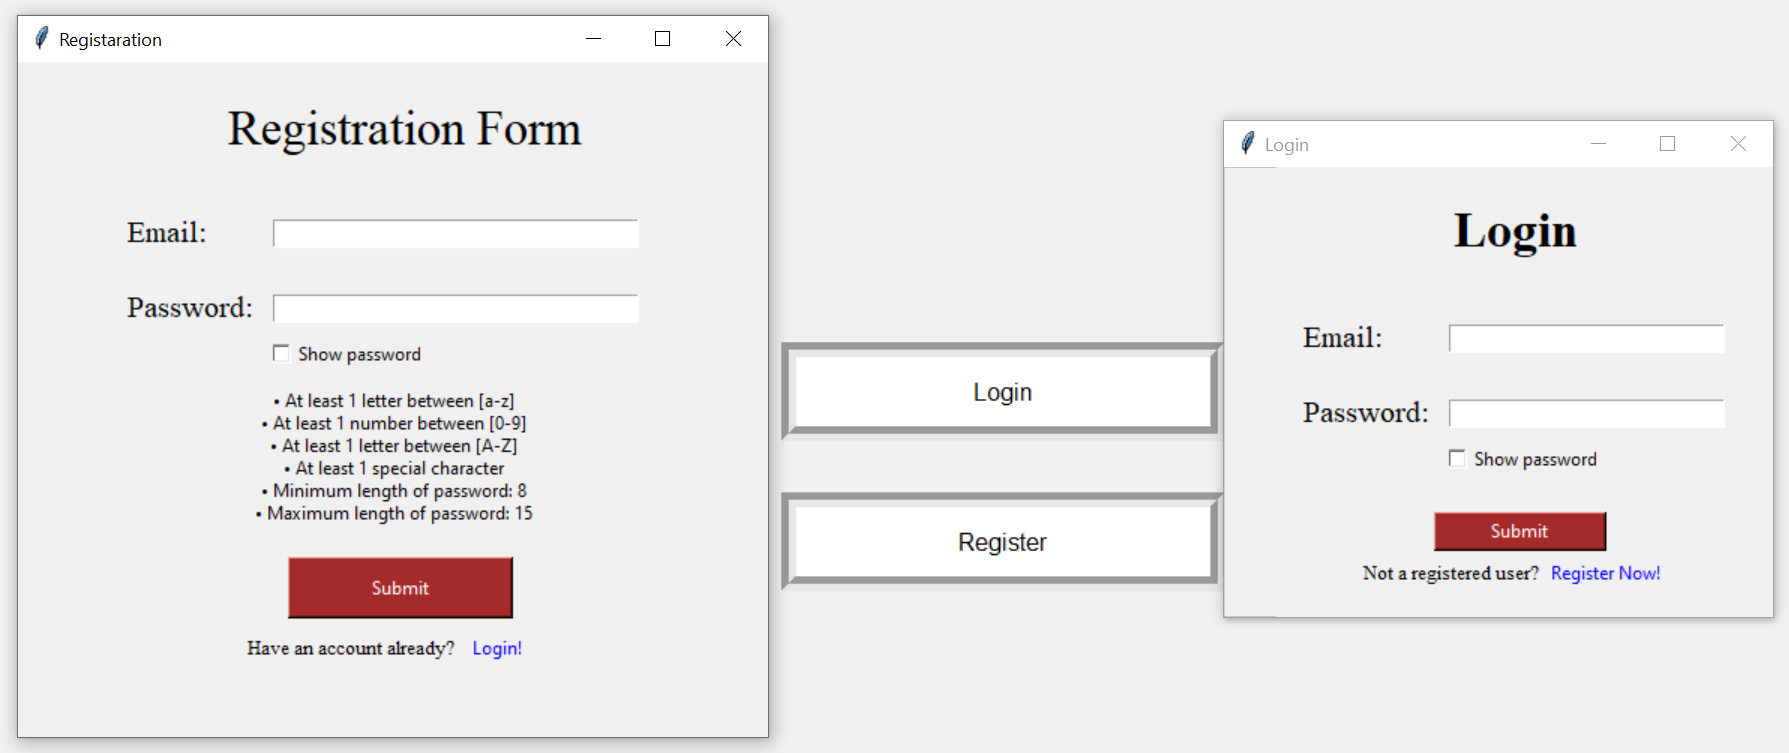 Registaration
Registration Form
Email:
Password:
Show password
• At least 1 letter between [a-z]
• At least 1 number between [0-9]
• At least 1 letter between [A-Z]
• At least 1 special character
• Minimum length of password: 8
• Maximum length of password: 15
Submit
Have an account already? Login!
Login
Register
Login
Login
Email:
Password:
Show password
Submit
Not a registered user? Register Now!